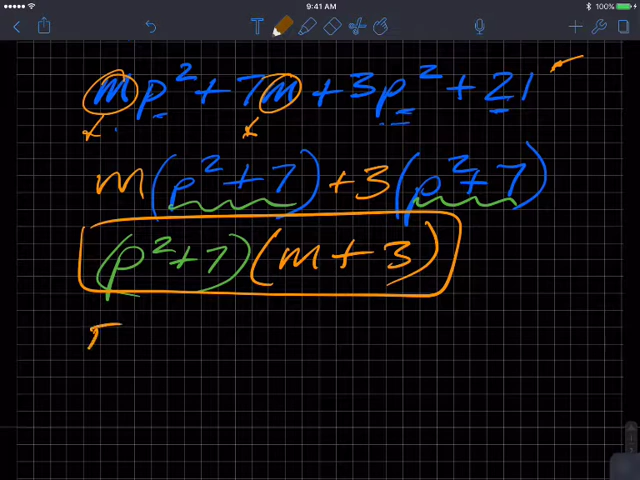 9:41 AM
100%
mp² + 7m + 3p² + 21
m(p² + 7) + 3(p² + 7)
(p² + 7)(m + 3)